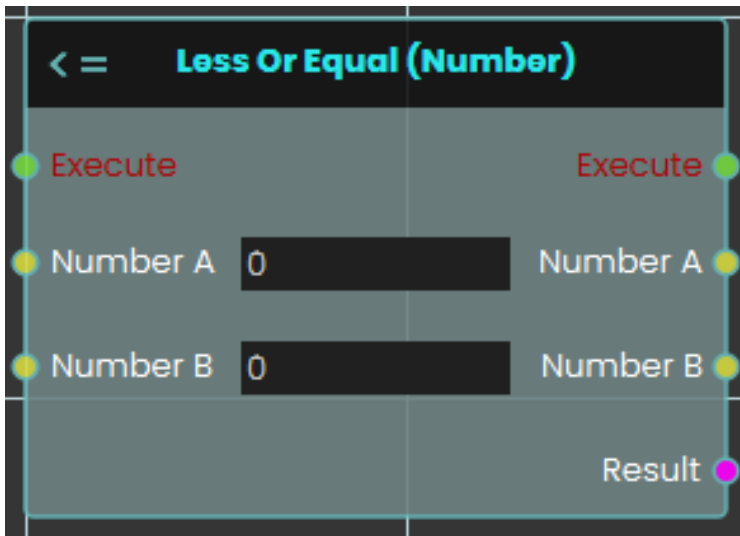 <= Less Or Equal (Number)
Execute Execute
Number A 0 Number A
Number B 0 Number B
Result